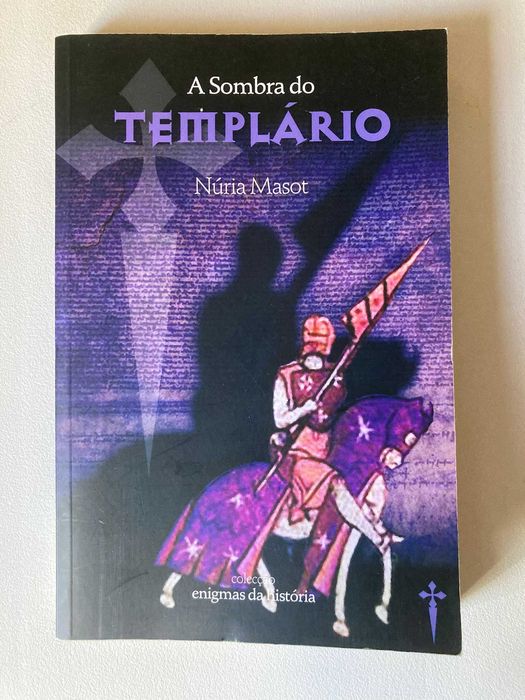 A Sombra do
TEMPLÁRIO
Núria Masot
colecção
enigmas da história